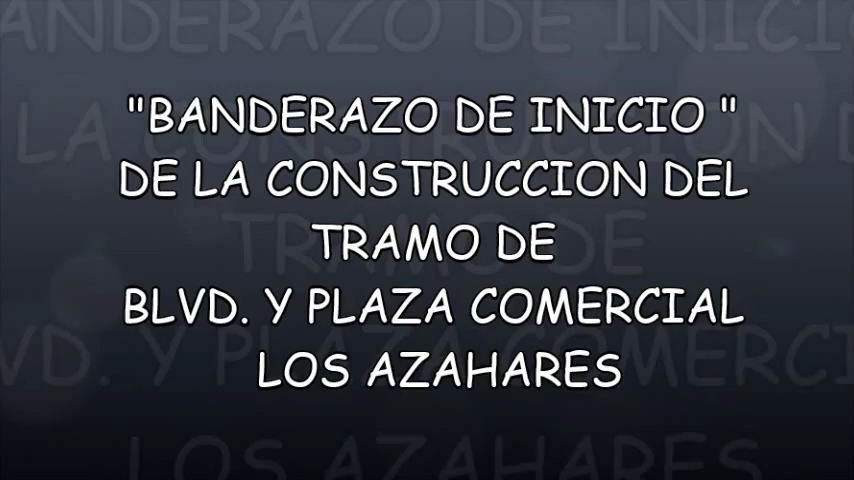 "BANDERAZO DE INICIO "
DE LA CONSTRUCCION DEL
TRAMO DE
BLVD. Y PLAZA COMERCIAL
LOS AZAHARES